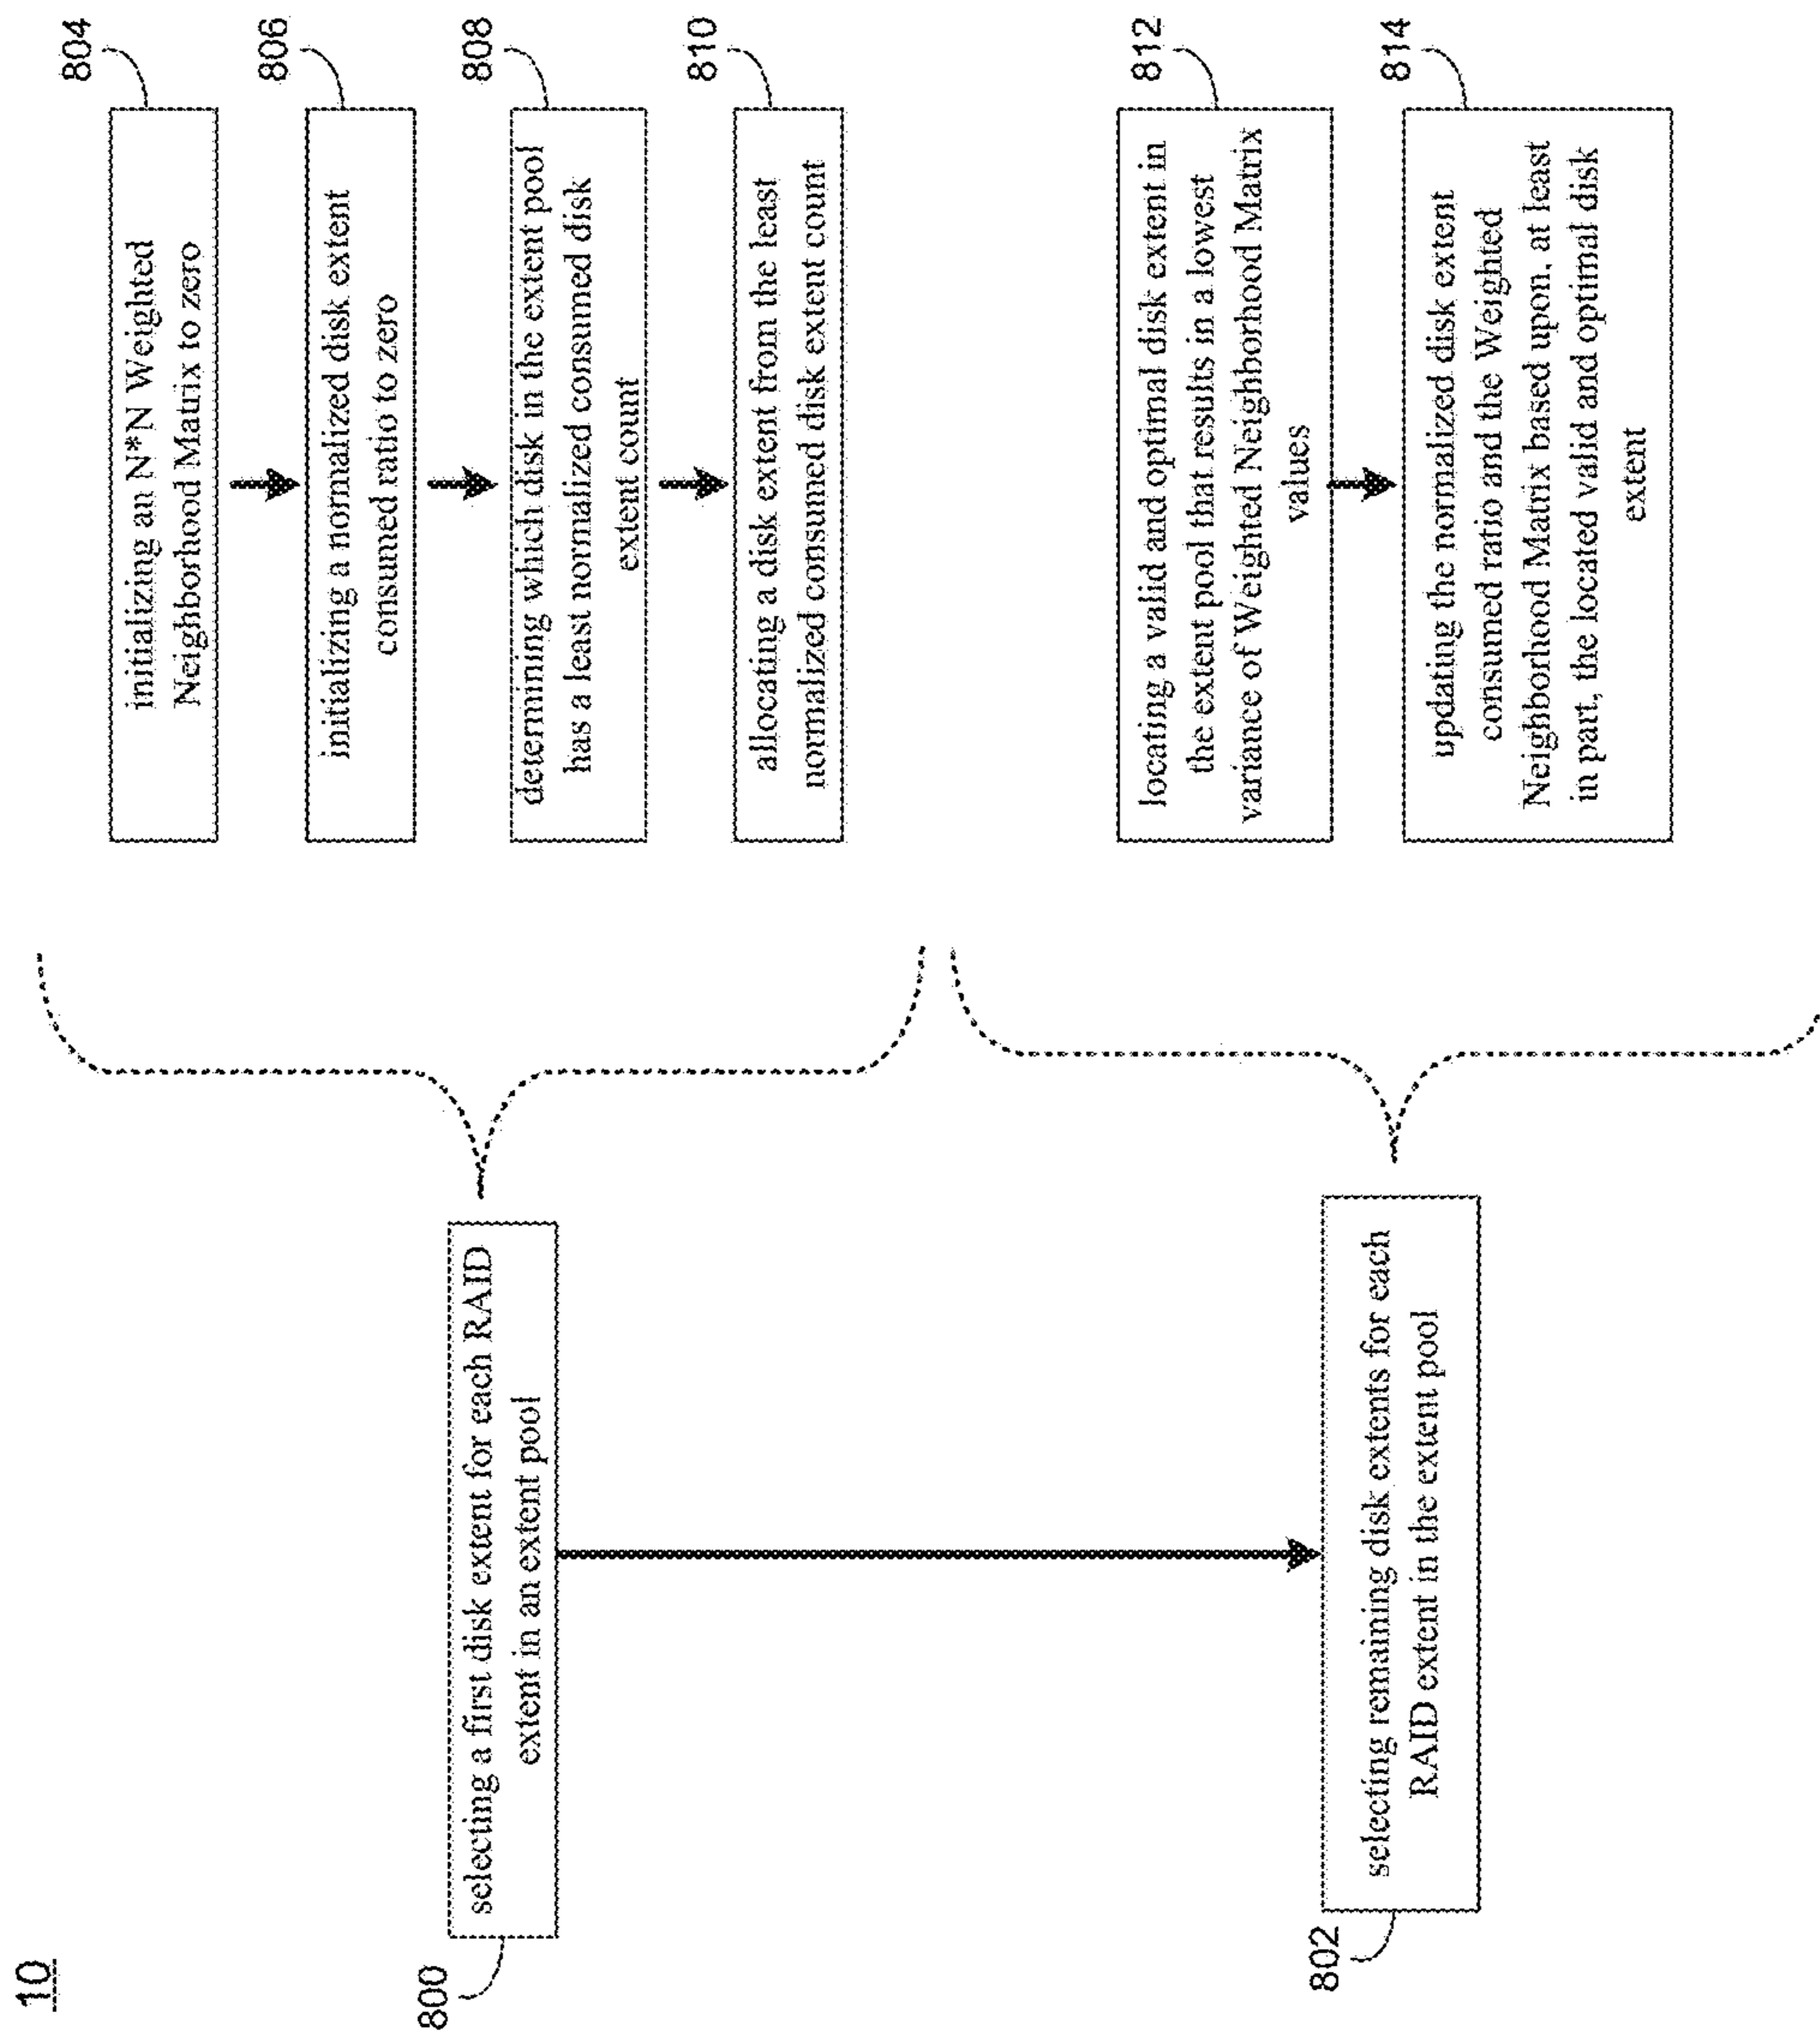 10
800
selecting a first disk extent for each RAID
extent in an extent pool
802
selecting remaining disk extents for each
RAID extent in the extent pool
804
initializing an N*N Weighted
Neighborhood Matrix to zero
806
initializing a normalized disk extent
consumed ratio to zero
808
determining which disk in the extent pool
has a least normalized consumed disk
extent count
810
allocating a disk extent from the least
normalized consumed disk extent count
812
locating a valid and optimal disk extent in
the extent pool that results in a lowest
variance of Weighted Neighborhood Matrix
values
814
updating the normalized disk extent
consumed ratio and the Weighted
Neighborhood Matrix based upon, at least
in part, the located valid and optimal disk
extent